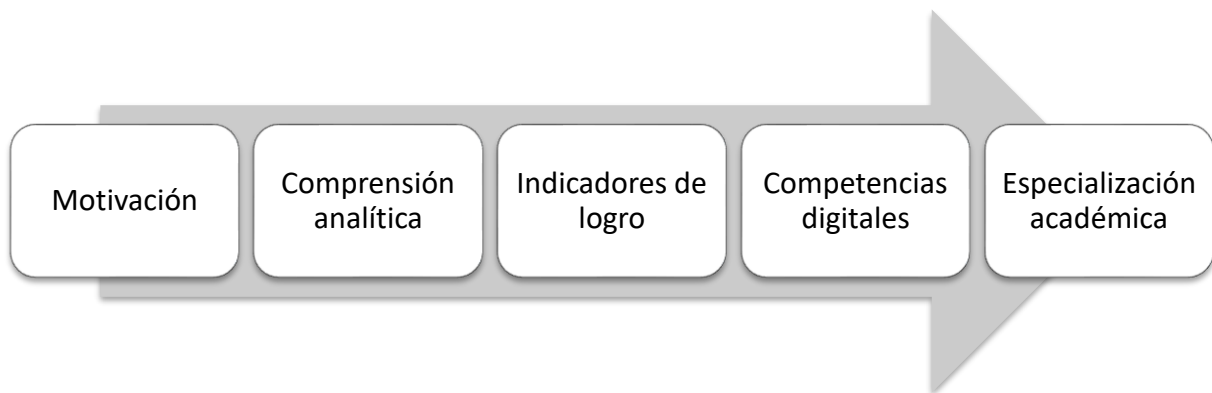 Motivación
Comprensión
analítica
Indicadores de
logro
Competencias
digitales
Especialización
académica